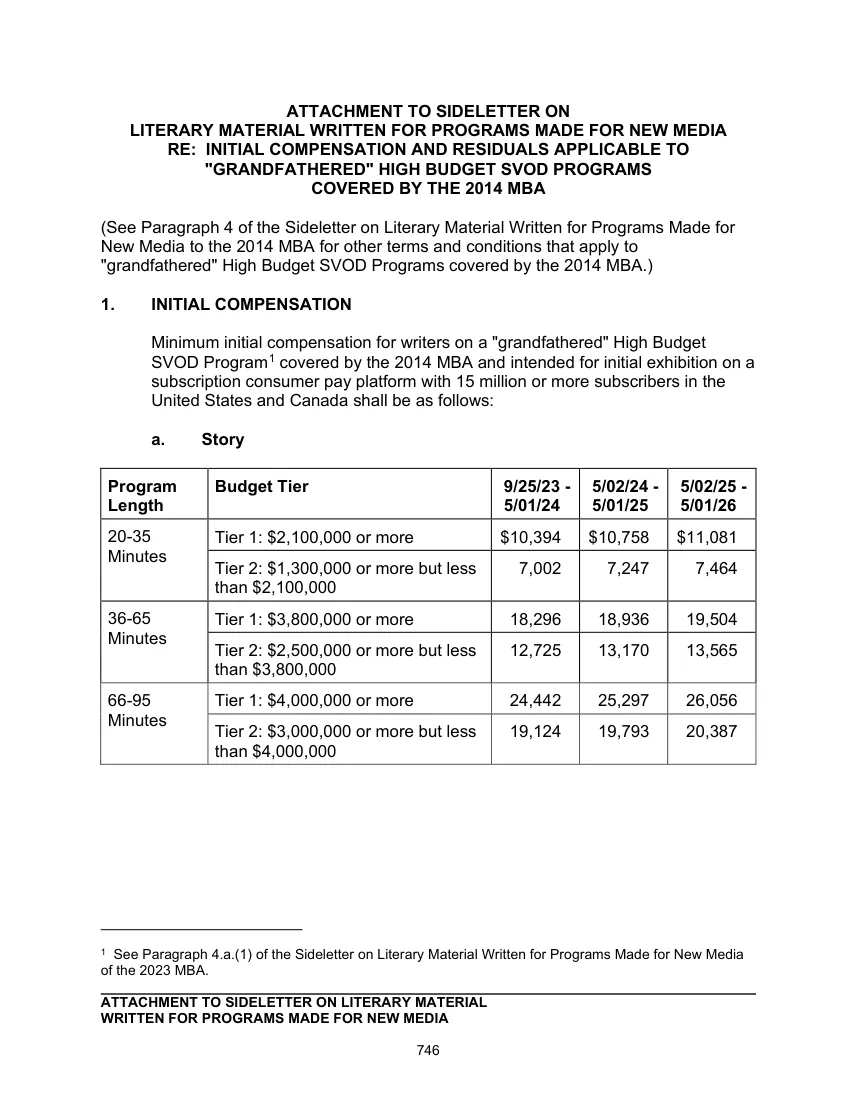 ATTACHMENT TO SIDELETTER ON
LITERARY MATERIAL WRITTEN FOR PROGRAMS MADE FOR NEW MEDIA
RE: INITIAL COMPENSATION AND RESIDUALS APPLICABLE TO
"GRANDFATHERED" HIGH BUDGET SVOD PROGRAMS
COVERED BY THE 2014 MBA
(See Paragraph 4 of the Sideletter on Literary Material Written for Programs Made for
New Media to the 2014 MBA for other terms and conditions that apply to
"grandfathered" High Budget SVOD Programs covered by the 2014 MBA.)
1. INITIAL COMPENSATION
Minimum initial compensation for writers on a "grandfathered" High Budget
SVOD Program1 covered by the 2014 MBA and intended for initial exhibition on a
subscription consumer pay platform with 15 million or more subscribers in the
United States and Canada shall be as follows:
a. Story
Program Budget Tier 9/25/23 - 5/02/24 - 5/02/25 -
Length 5/01/24 5/01/25 5/01/26
20-35 Tier 1: $2,100,000 or more $10,394 $10,758 $11,081
Minutes
Tier 2: $1,300,000 or more but less 7,002 7,247 7,464
than $2,100,000
36-65 Tier 1: $3,800,000 or more 18,296 18,936 19,504
Minutes
Tier 2: $2,500,000 or more but less 12,725 13,170 13,565
than $3,800,000
66-95 Tier 1: $4,000,000 or more 24,442 25,297 26,056
Minutes
Tier 2: $3,000,000 or more but less 19,124 19,793 20,387
than $4,000,000
1 See Paragraph 4.a.(1) of the Sideletter on Literary Material Written for Programs Made for New Media
of the 2023 MBA.
ATTACHMENT TO SIDELETTER ON LITERARY MATERIAL
WRITTEN FOR PROGRAMS MADE FOR NEW MEDIA
746